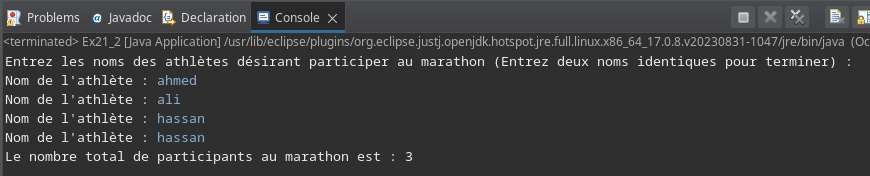 Problems Javadoc Declaration Console
<terminated> Ex21_2 [Java Application] /usr/lib/eclipse/plugins/org.eclipse.justj.openjdk.hotspot.jre.full.linux.x86_64_17.0.8.v20230831-1047/jre/bin/java (Oc
Entrez les noms des athlètes désirant participer au marathon (Entrez deux noms identiques pour terminer) :
Nom de l'athlète : ahmed
Nom de l'athlète : ali
Nom de l'athlète : hassan
Nom de l'athlète : hassan
Le nombre total de participants au marathon est : 3